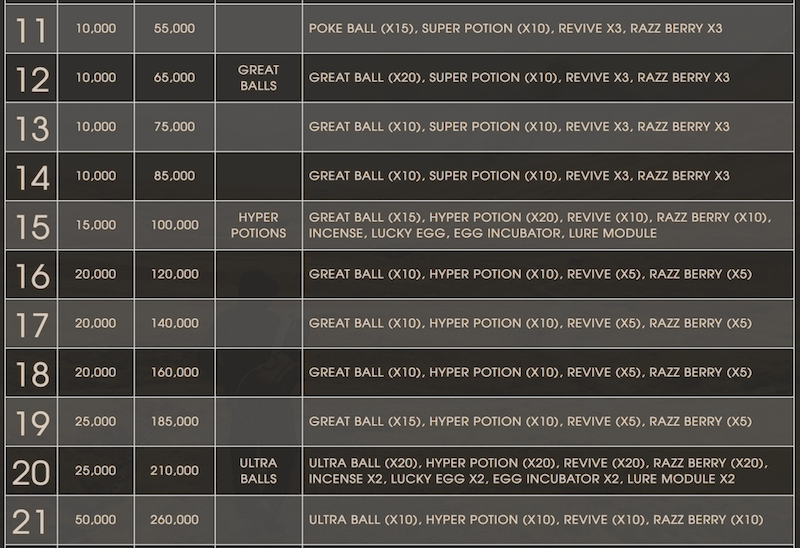 11 10,000 55,000 POKE BALL (X15), SUPER POTION (X10), REVIVE X3, RAZZ BERRY X3
12 10,000 65,000 GREAT BALLS GREAT BALL (X20), SUPER POTION (X10), REVIVE X3, RAZZ BERRY X3
13 10,000 75,000 GREAT BALL (X10), SUPER POTION (X10), REVIVE X3, RAZZ BERRY X3
14 10,000 85,000 GREAT BALL (X10), SUPER POTION (X10), REVIVE X3, RAZZ BERRY X3
15 15,000 100,000 HYPER POTIONS GREAT BALL (X15), HYPER POTION (X20), REVIVE (X10), RAZZ BERRY (X10),
INCENSE, LUCKY EGG, EGG INCUBATOR, LURE MODULE
16 20,000 120,000 GREAT BALL (X10), HYPER POTION (X10), REVIVE (X5), RAZZ BERRY (X5)
17 20,000 140,000 GREAT BALL (X10), HYPER POTION (X10), REVIVE (X5), RAZZ BERRY (X5)
18 20,000 160,000 GREAT BALL (X10), HYPER POTION (X10), REVIVE (X5), RAZZ BERRY (X5)
19 25,000 185,000 GREAT BALL (X15), HYPER POTION (X10), REVIVE (X5), RAZZ BERRY (X5)
20 25,000 210,000 ULTRA BALLS ULTRA BALL (X20), HYPER POTION (X20), REVIVE (X20), RAZZ BERRY (X20),
INCENSE X2, LUCKY EGG X2, EGG INCUBATOR X2, LURE MODULE X2
21 50,000 260,000 ULTRA BALL (X10), HYPER POTION (X10), REVIVE (X10), RAZZ BERRY (X10)